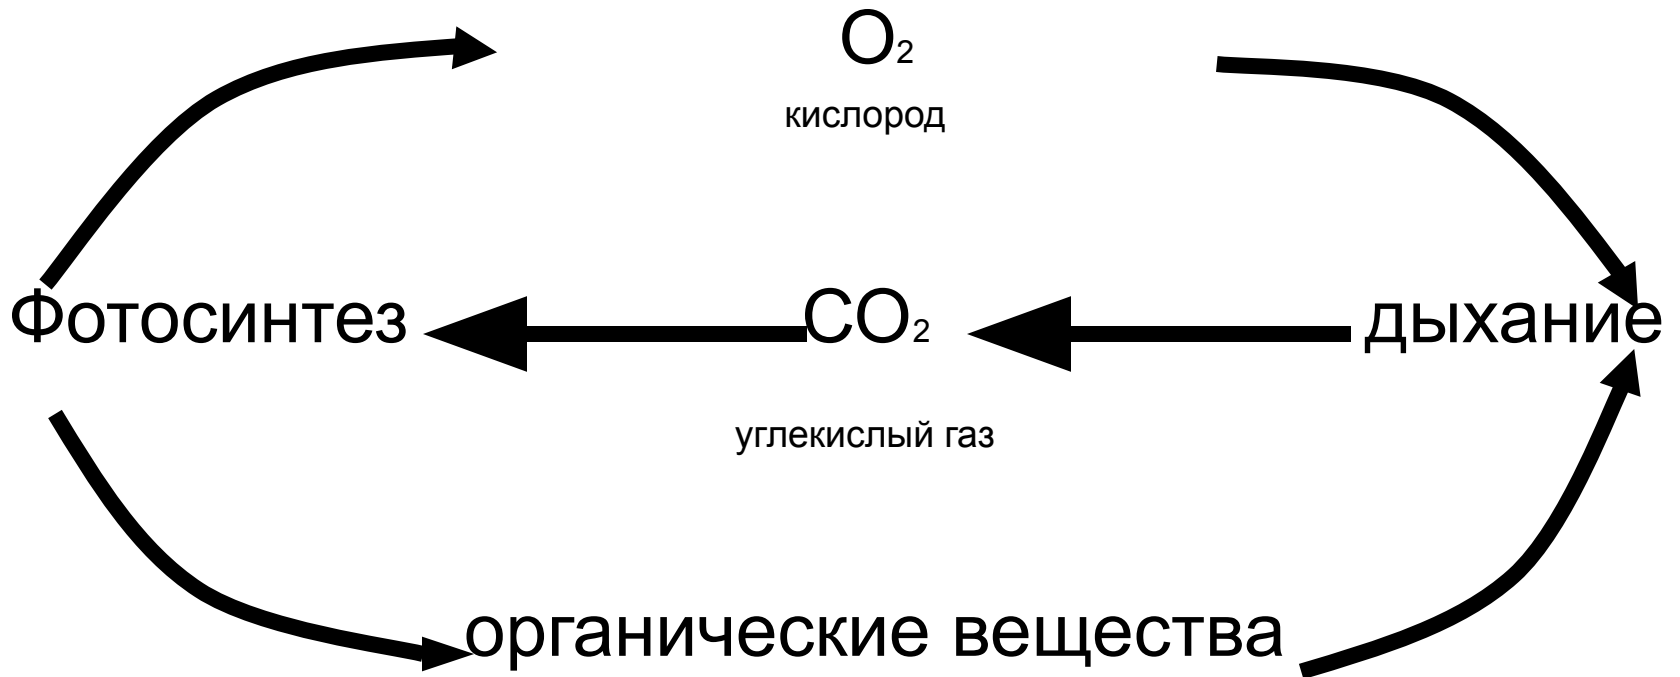 O₂
кислород
Фотосинтез CO₂ дыхание
углекислый газ
органические вещества